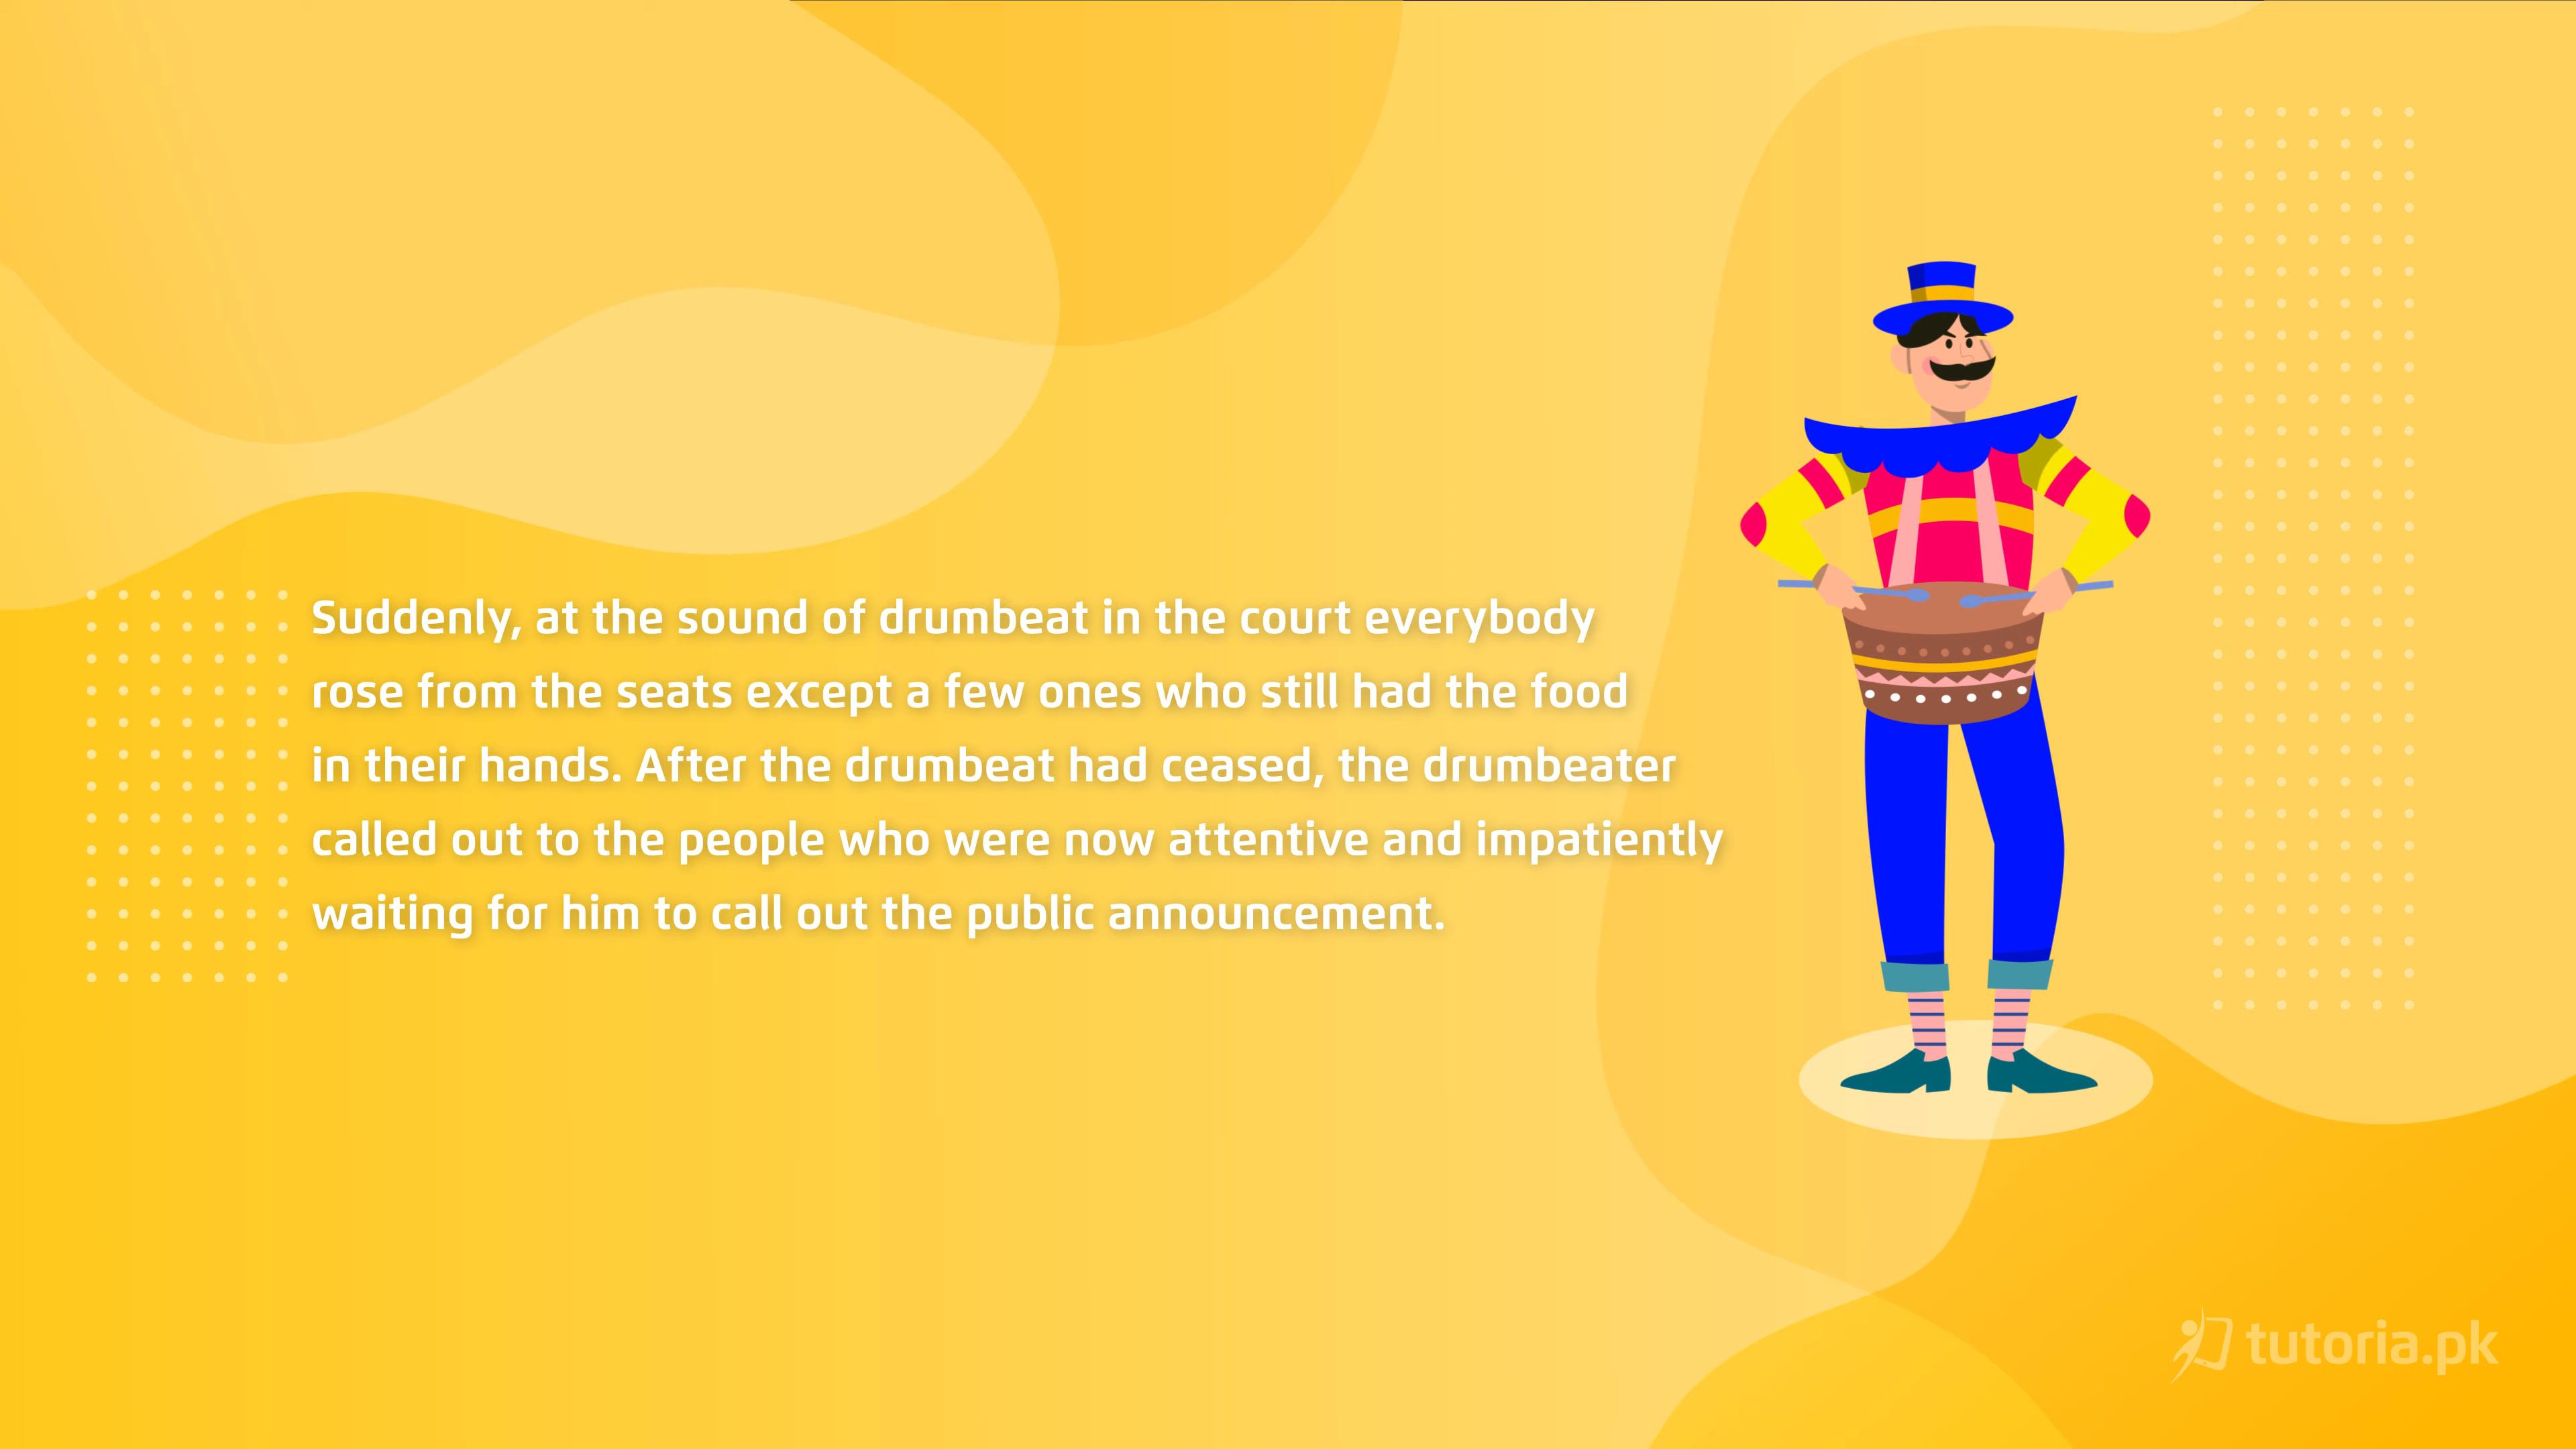 Suddenly, at the sound of drumbeat in the court everybody
rose from the seats except a few ones who still had the food
in their hands. After the drumbeat had ceased, the drumbeater
called out to the people who were now attentive and impatiently
waiting for him to call out the public announcement.
tutoria.pk